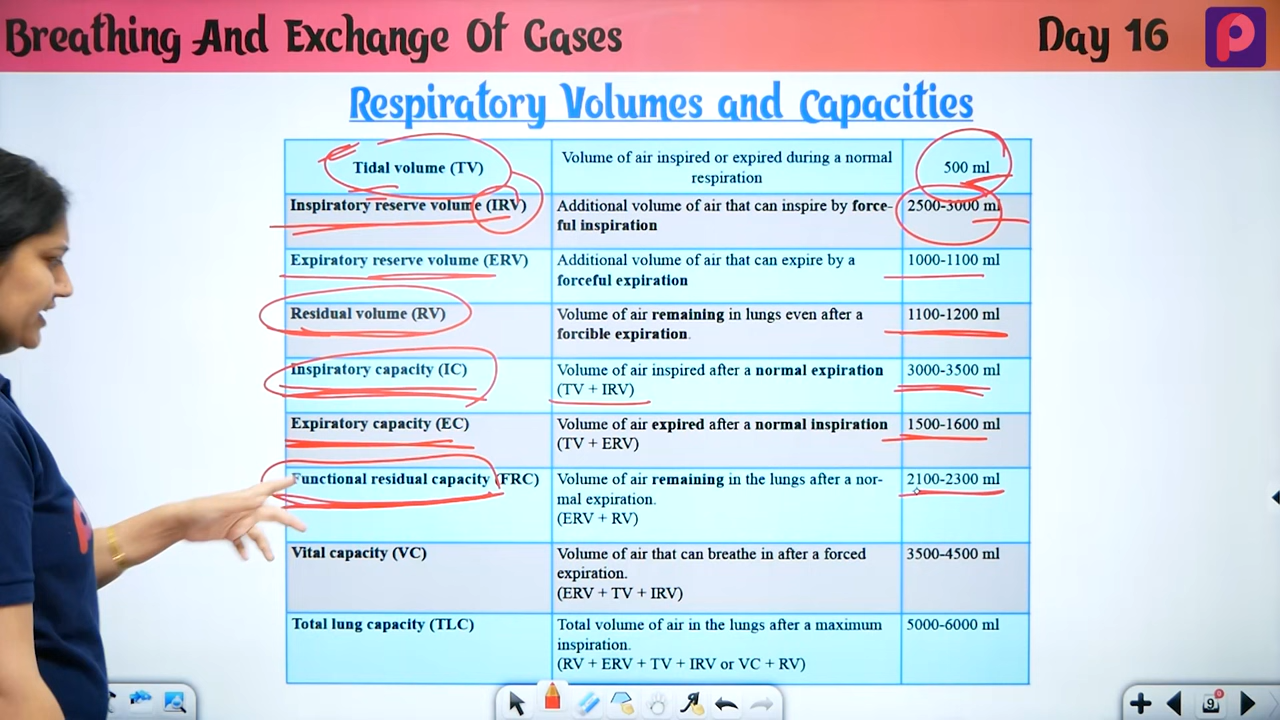 Breathing And Exchange Of Gases
Day 16
Respiratory Volumes and Capacities
Tidal volume (TV)
Volume of air inspired or expired during a normal
respiration
500 ml
Inspiratory reserve volume (IRV)
Additional volume of air that can inspire by force-
ful inspiration
2500-3000 ml
Expiratory reserve volume (ERV)
Additional volume of air that can expire by a
forceful expiration
1000-1100 ml
Residual volume (RV)
Volume of air remaining in lungs even after a
forcible expiration.
1100-1200 ml
Inspiratory capacity (IC)
Volume of air inspired after a normal expiration
(TV + IRV)
3000-3500 ml
Expiratory capacity (EC)
Volume of air expired after a normal inspiration
(TV + ERV)
1500-1600 ml
Functional residual capacity (FRC)
Volume of air remaining in the lungs after a nor-
mal expiration.
(ERV + RV)
2100-2300 ml
Vital capacity (VC)
Volume of air that can breathe in after a forced
expiration.
(ERV + TV + IRV)
3500-4500 ml
Total lung capacity (TLC)
Total volume of air in the lungs after a maximum
inspiration.
(RV + ERV + TV + IRV or VC + RV)
5000-6000 ml
9